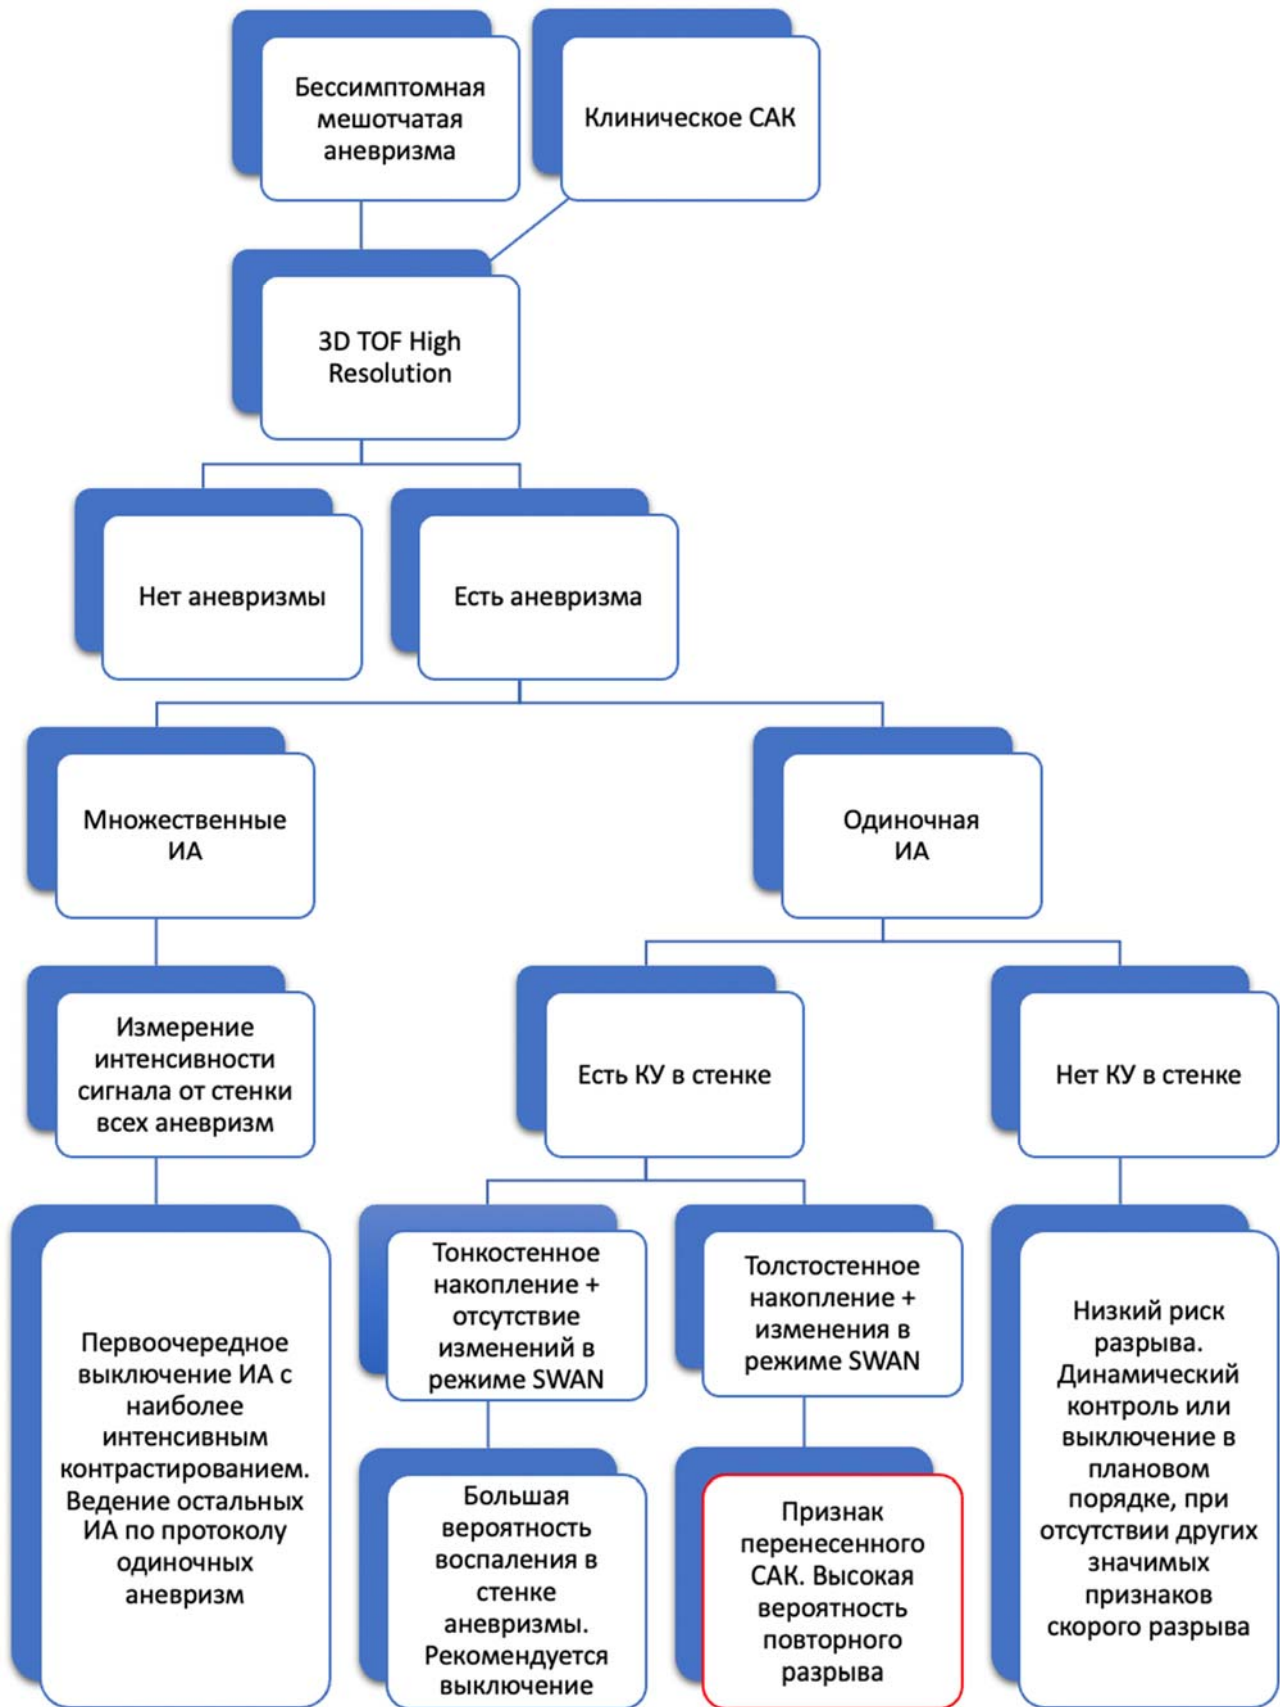 Бессимптомная
мешотчатая
аневризма
Клиническое САК
3D TOF High
Resolution
Нет аневризмы
Есть аневризма
Множественные
ИА
Одиночная
ИА
Измерение
интенсивности
сигнала от стенки
всех аневризм
Есть КУ в стенке
Нет КУ в стенке
Первоочередное
выключение ИА с
наиболее
интенсивным
контрастированием.
Ведение остальных
ИА по протоколу
одиночных
аневризм
Тонкостенное
накопление +
отсутствие
изменений в
режиме SWAN
Толстостенное
накопление +
изменения в
режиме SWAN
Низкий риск
разрыва.
Динамический
контроль или
выключение в
плановом
порядке, при
отсутствии других
значимых
признаков
скорого разрыва
Большая
вероятность
воспаления в
стенке
аневризмы.
Рекомендуется
выключение
Признак
перенесенного
САК. Высокая
вероятность
повторного
разрыва